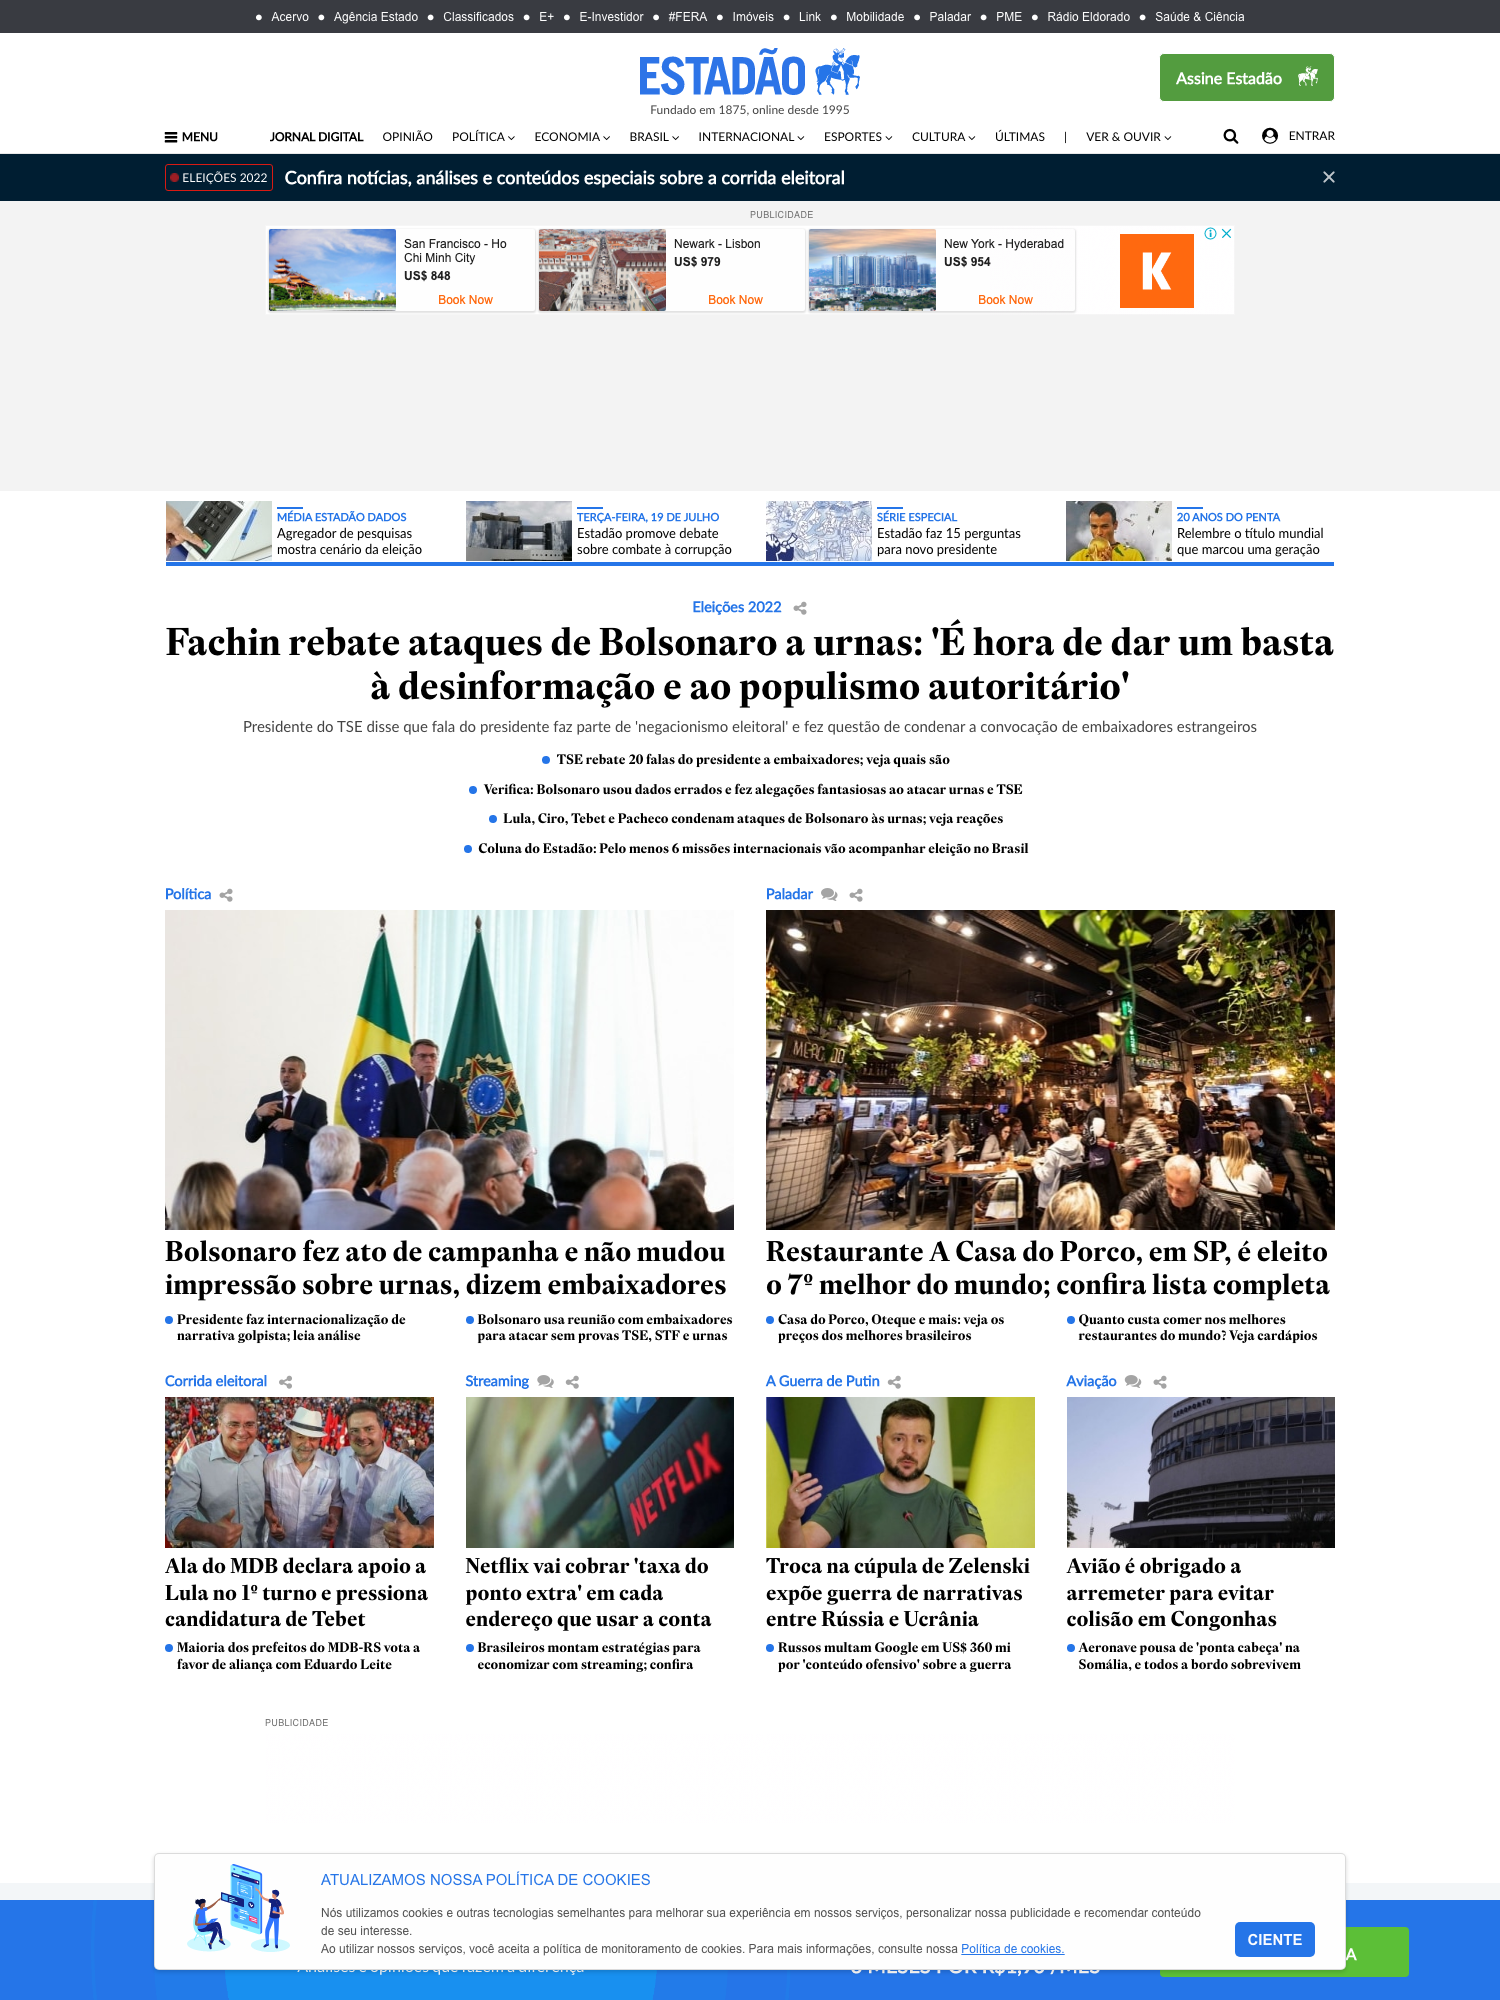 Acervo Agência Estado Classificados E+ E-Investidor #FERA Imóveis Link Mobilidade Paladar PME Rádio Eldorado Saúde & Ciência
ESTADÃO
Fundado em 1875, online desde 1995
Assine Estadão
MENU JORNAL DIGITAL OPINIÃO POLÍTICA ECONOMIA BRASIL INTERNACIONAL ESPORTES CULTURA ÚLTIMAS | VER & OUVIR ENTRAR
ELEIÇÕES 2022 Confira notícias, análises e conteúdos especiais sobre a corrida eleitoral
PUBLICIDADE
San Francisco - Ho
Chi Minh City
US$ 848
Book Now
Newark - Lisbon
US$ 979
Book Now
New York - Hyderabad
US$ 954
Book Now
K
MÉDIA ESTADÃO DADOS
Agregador de pesquisas
mostra cenário da eleição
TERÇA-FEIRA, 19 DE JULHO
Estadão promove debate
sobre combate à corrupção
SÉRIE ESPECIAL
Estadão faz 15 perguntas
para novo presidente
20 ANOS DO PENTA
Relembre o título mundial
que marcou uma geração
Eleições 2022
Fachin rebate ataques de Bolsonaro a urnas: 'É hora de dar um basta
à desinformação e ao populismo autoritário'
Presidente do TSE disse que fala do presidente faz parte de 'negacionismo eleitoral' e fez questão de condenar a convocação de embaixadores estrangeiros
TSE rebate 20 falas do presidente a embaixadores; veja quais são
Verifica: Bolsonaro usou dados errados e fez alegações fantasiosas ao atacar urnas e TSE
Lula, Ciro, Tebet e Pacheco condenam ataques de Bolsonaro às urnas; veja reações
Coluna do Estadão: Pelo menos 6 missões internacionais vão acompanhar eleição no Brasil
Política
Bolsonaro fez ato de campanha e não mudou
impressão sobre urnas, dizem embaixadores
Presidente faz internacionalização de
narrativa golpista; leia análise
Bolsonaro usa reunião com embaixadores
para atacar sem provas TSE, STF e urnas
Paladar
MERCADO
Restaurante A Casa do Porco, em SP, é eleito
o 7º melhor do mundo; confira lista completa
Casa do Porco, Oteque e mais: veja os
preços dos melhores brasileiros
Quanto custa comer nos melhores
restaurantes do mundo? Veja cardápios
Corrida eleitoral
Ala do MDB declara apoio a
Lula no 1º turno e pressiona
candidatura de Tebet
Maioria dos prefeitos do MDB-RS vota a
favor de aliança com Eduardo Leite
Streaming
NETFLIX
Netflix vai cobrar 'taxa do
ponto extra' em cada
endereço que usar a conta
Brasileiros montam estratégias para
economizar com streaming; confira
A Guerra de Putin
Troca na cúpula de Zelenski
expõe guerra de narrativas
entre Rússia e Ucrânia
Russos multam Google em US$ 360 mi
por 'conteúdo ofensivo' sobre a guerra
Aviação
AEROPORTO
Avião é obrigado a
arremeter para evitar
colisão em Congonhas
Aeronave pousa de 'ponta cabeça' na
Somália, e todos a bordo sobrevivem
PUBLICIDADE
ATUALIZAMOS NOSSA POLÍTICA DE COOKIES
Nós utilizamos cookies e outras tecnologias semelhantes para melhorar sua experiência em nossos serviços, personalizar nossa publicidade e recomendar conteúdo
de seu interesse.
Ao utilizar nossos serviços, você aceita a política de monitoramento de cookies. Para mais informações, consulte nossa Política de cookies.
CIENTE